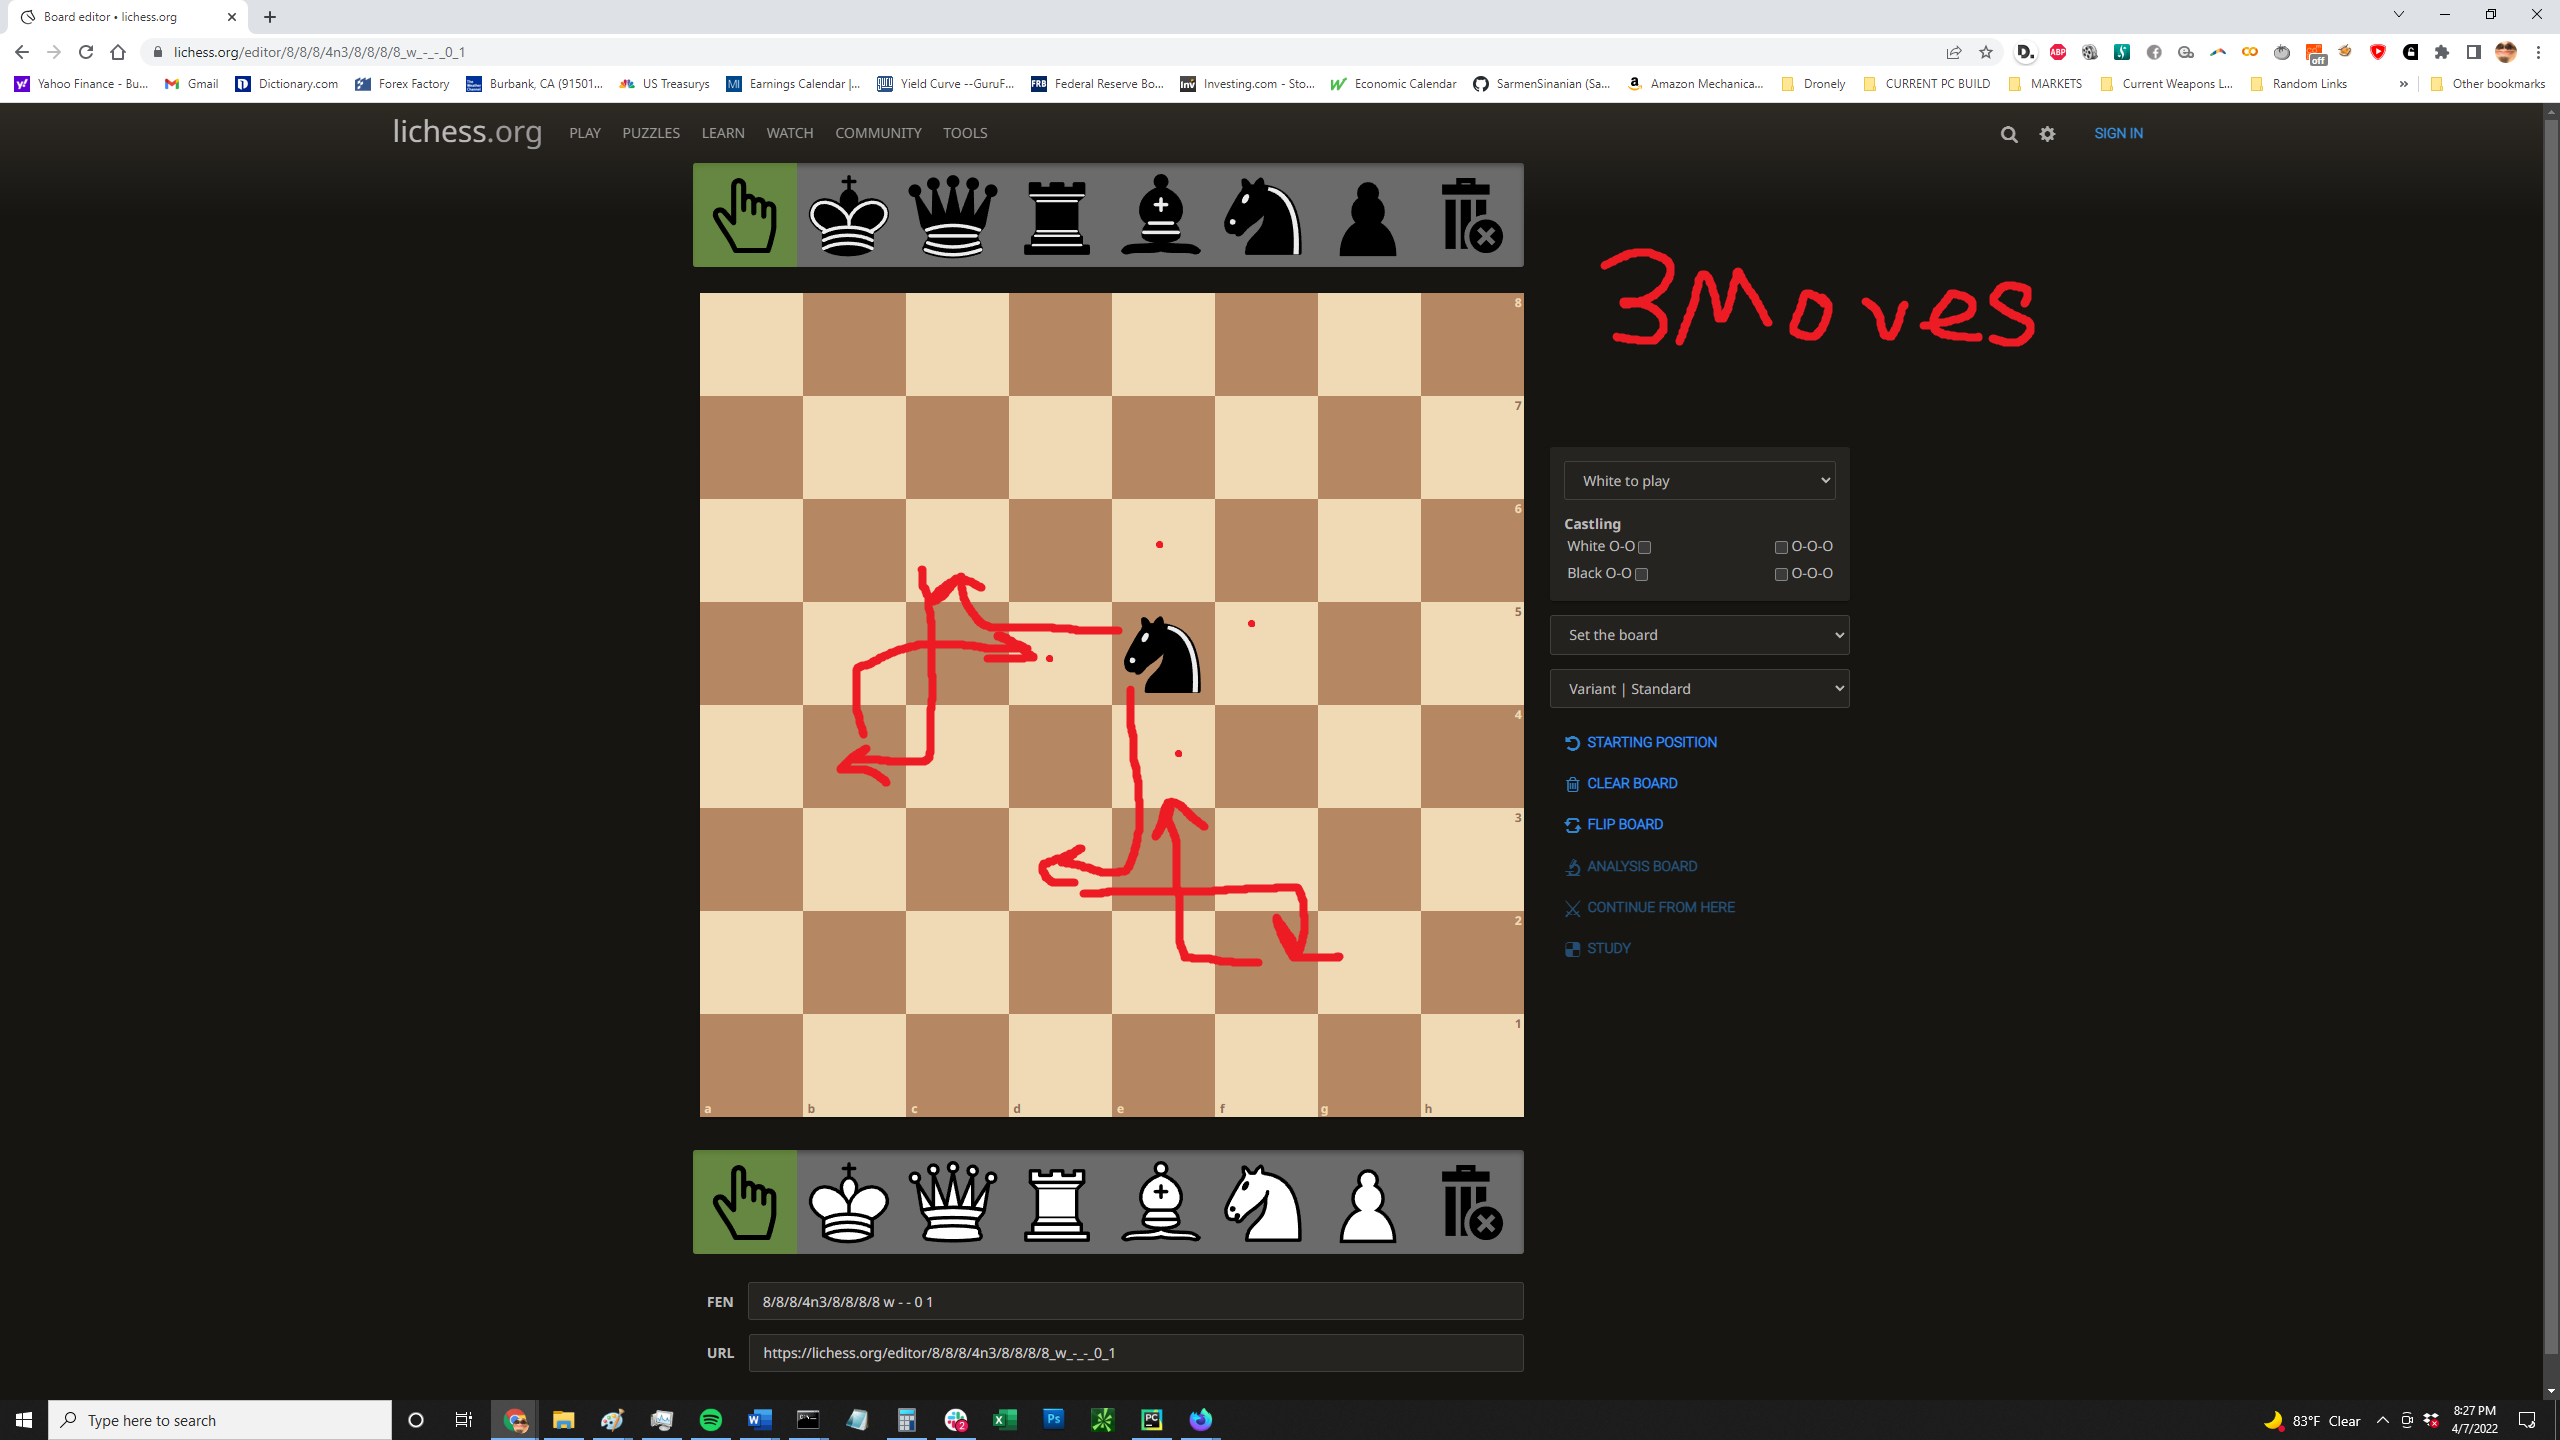 Board editor • lichess.org
lichess.org/editor/8/8/8/4n3/8/8/8/8_w_-_-_0_1
Yahoo Finance - Bu... Gmail Dictionary.com Forex Factory Burbank, CA (91501... US Treasurys Earnings Calendar |... Yield Curve --GuruF... Federal Reserve Bo... Investing.com - Sto... Economic Calendar SarmenSinanian (Sa... Amazon Mechanica... Dronely CURRENT PC BUILD MARKETS Current Weapons L... Random Links » Other bookmarks
lichess.org PLAY PUZZLES LEARN WATCH COMMUNITY TOOLS SIGN IN
3 Moves
8
7
6
5
4
3
2
1
a b c d e f g h
White to play
Castling
White O-O O-O-O
Black O-O O-O-O
Set the board
Variant | Standard
STARTING POSITION
CLEAR BOARD
FLIP BOARD
ANALYSIS BOARD
CONTINUE FROM HERE
STUDY
FEN 8/8/8/4n3/8/8/8/8 w - - 0 1
URL https://lichess.org/editor/8/8/8/4n3/8/8/8/8_w_-_-_0_1
Type here to search
83°F Clear
8:27 PM
4/7/2022